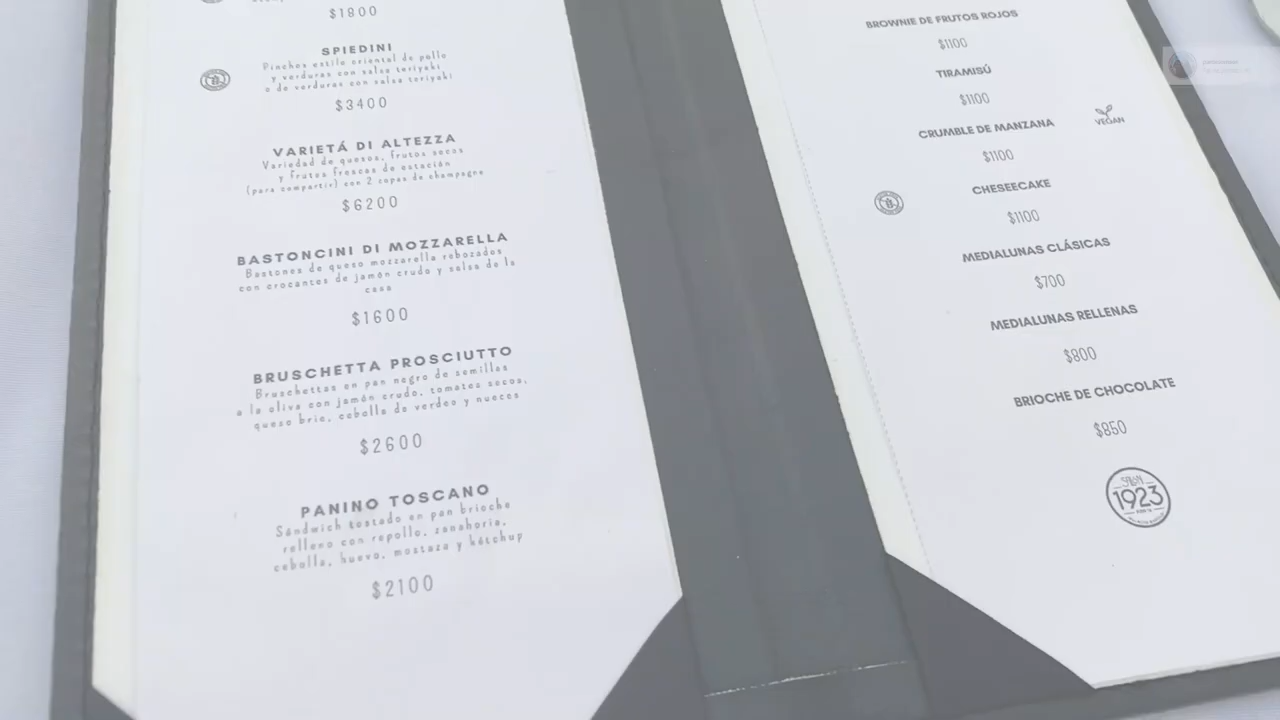 $1800
SPIEDINI
Pinchos estilo oriental de pollo
y verduras con salsa teriyaki
o de verduras con salsa teriyaki
$3400
VARIETÁ DI ALTEZZA
Variedad de quesos, frutos secos
y frutas frescas de estación
(para compartir) con 2 copas de champagne
$6200
BASTONCINI DI MOZZARELLA
Bastones de queso mozzarella rebozados
con crocantes de jamón crudo y salsa de la
casa
$1600
BRUSCHETTA PROSCIUTTO
Bruschettas en pan negro de semillas
a la oliva con jamón crudo, tomates secos,
queso brie, cebolla de verdeo y nueces
$2600
PANINO TOSCANO
Sándwich tostado en pan brioche
relleno con repollo, zanahoria,
cebolla, huevo, mostaza y kétchup
$2100
BROWNIE DE FRUTOS ROJOS
$1100
TIRAMISÚ
$1100
CRUMBLE DE MANZANA
VEGAN
$1100
CHESEECAKE
$1100
MEDIALUNAS CLÁSICAS
$700
MEDIALUNAS RELLENAS
$800
BRIOCHE DE CHOCOLATE
$850
SALÓN
1923